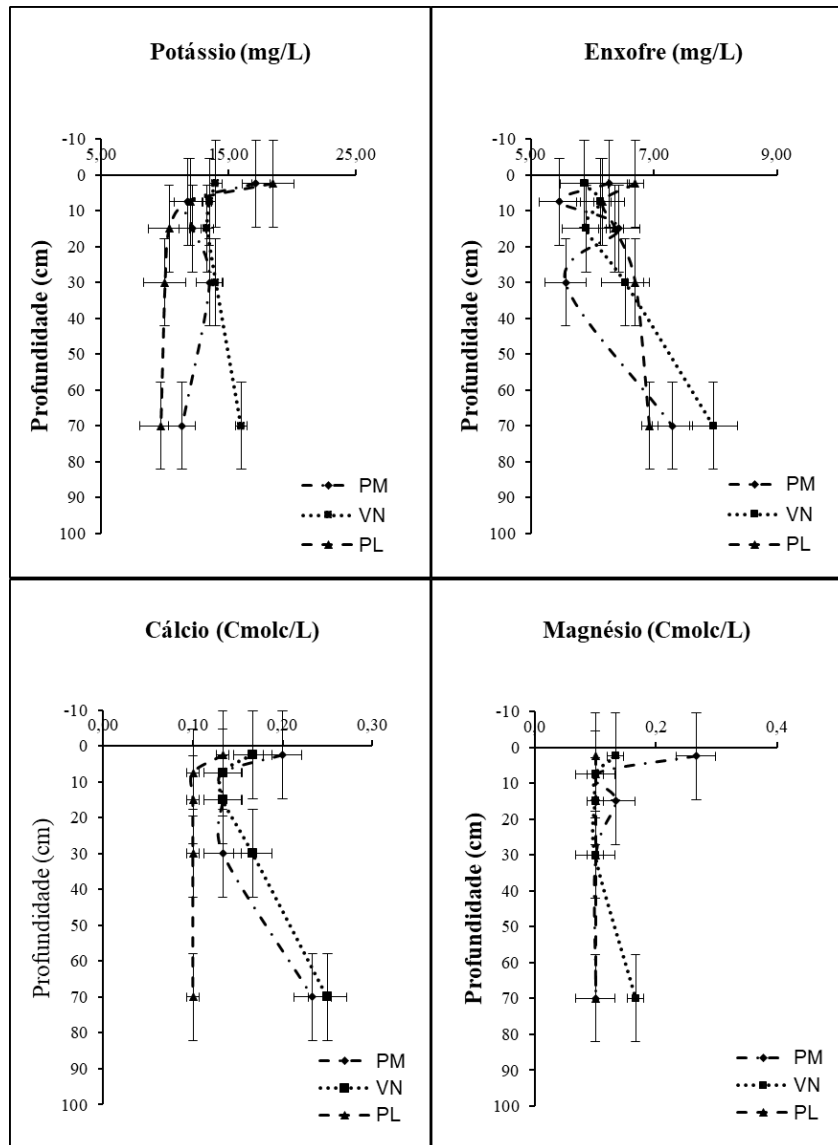 Potássio (mg/L)
-10
5,00 15,00 25,00
0
10
20
30
40
50
60
70
80
90
100
Profundidade (cm)
PM
VN
PL
Enxofre (mg/L)
-10
5,00 7,00 9,00
0
10
20
30
40
50
60
70
80
90
100
Profundidade (cm)
PM
VN
PL
Cálcio (Cmolc/L)
-10
0,00 0,10 0,20 0,30
0
10
20
30
40
50
60
70
80
90
100
Profundidade (cm)
PM
VN
PL
Magnésio (Cmolc/L)
-10
0,0 0,2 0,4
0
10
20
30
40
50
60
70
80
90
100
Profundidade (cm)
PM
VN
PL